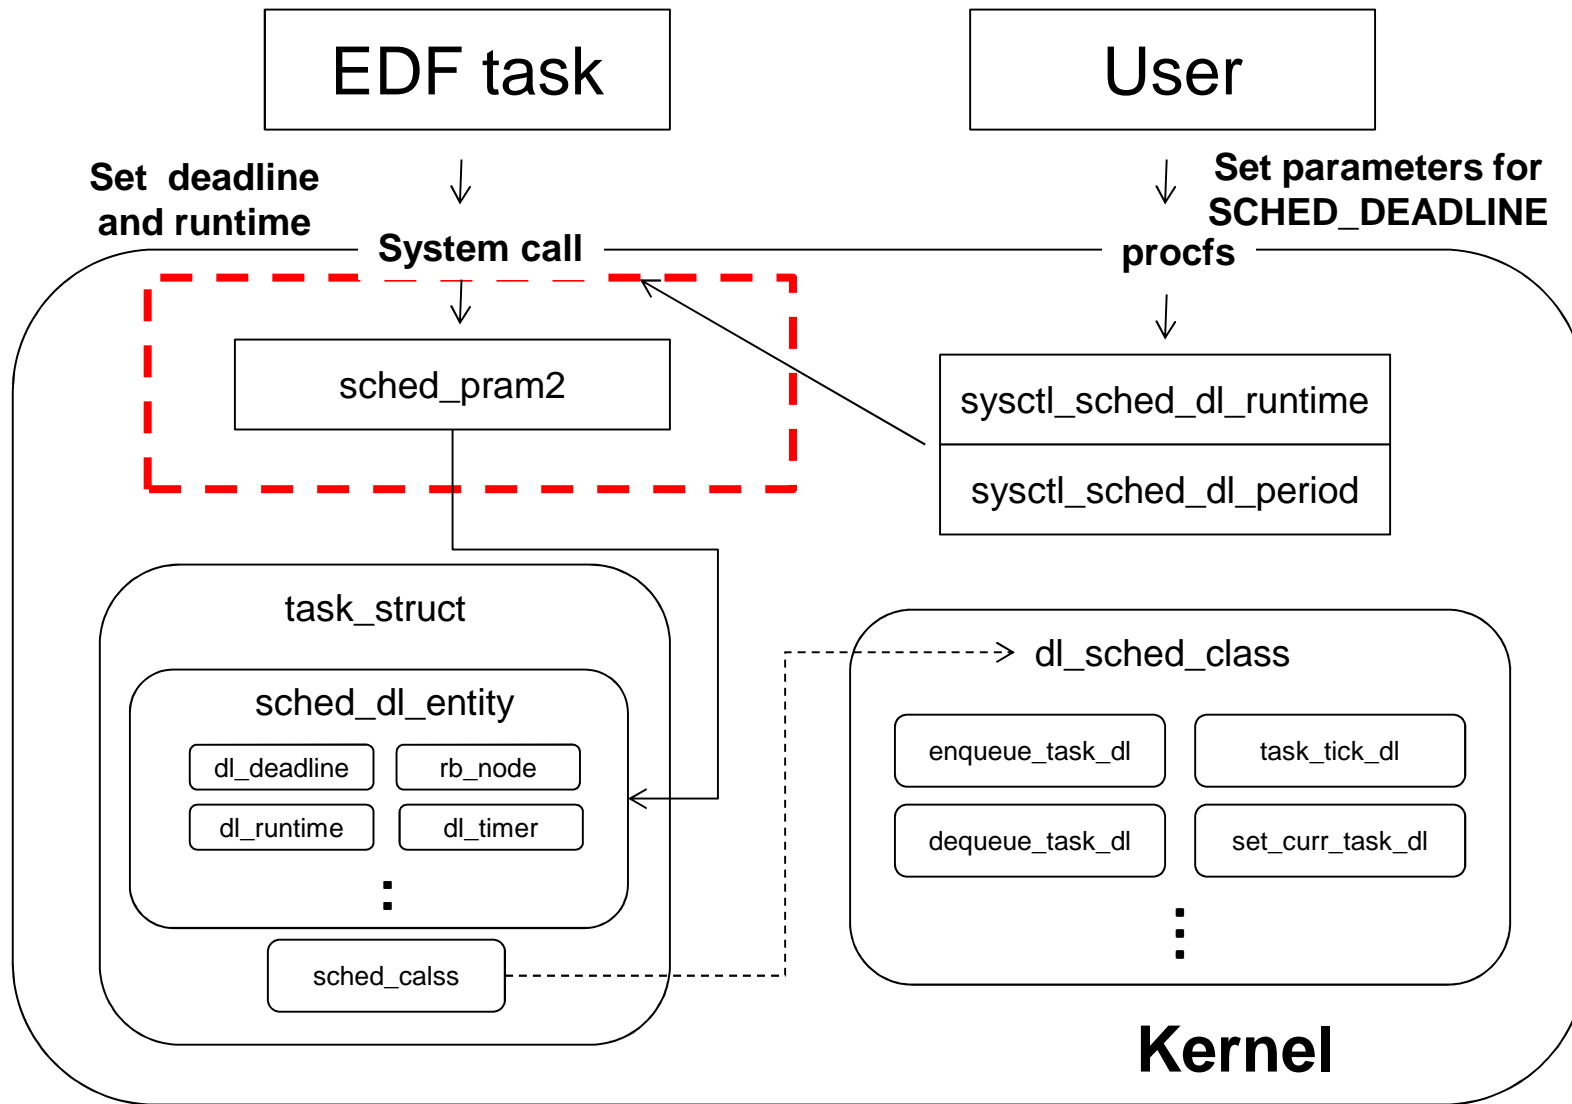 EDF task
User
Set deadline
and runtime
Set parameters for
SCHED_DEADLINE
System call
procfs
sched_pram2
sysctl_sched_dl_runtime
sysctl_sched_dl_period
task_struct
sched_dl_entity
dl_deadline
rb_node
dl_runtime
dl_timer
sched_calss
dl_sched_class
enqueue_task_dl
task_tick_dl
dequeue_task_dl
set_curr_task_dl
Kernel